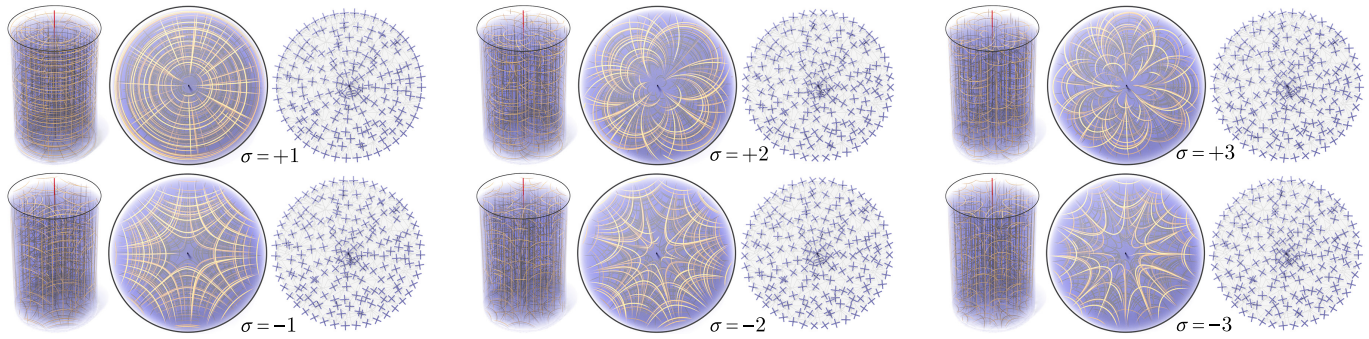 σ = +1
σ = +2
σ = +3
σ = −1
σ = −2
σ = −3